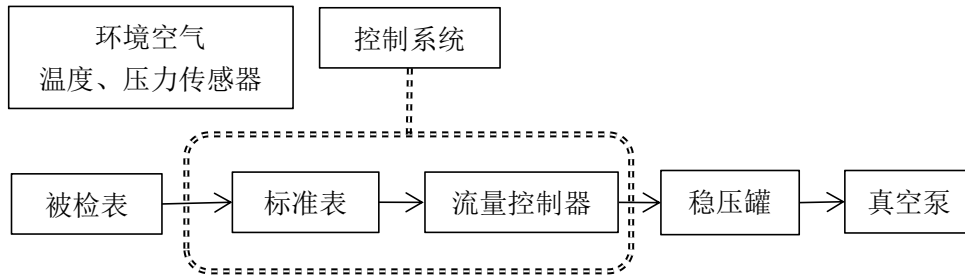 环境空气
温度、压力传感器
控制系统
被检表
标准表
流量控制器
稳压罐
真空泵